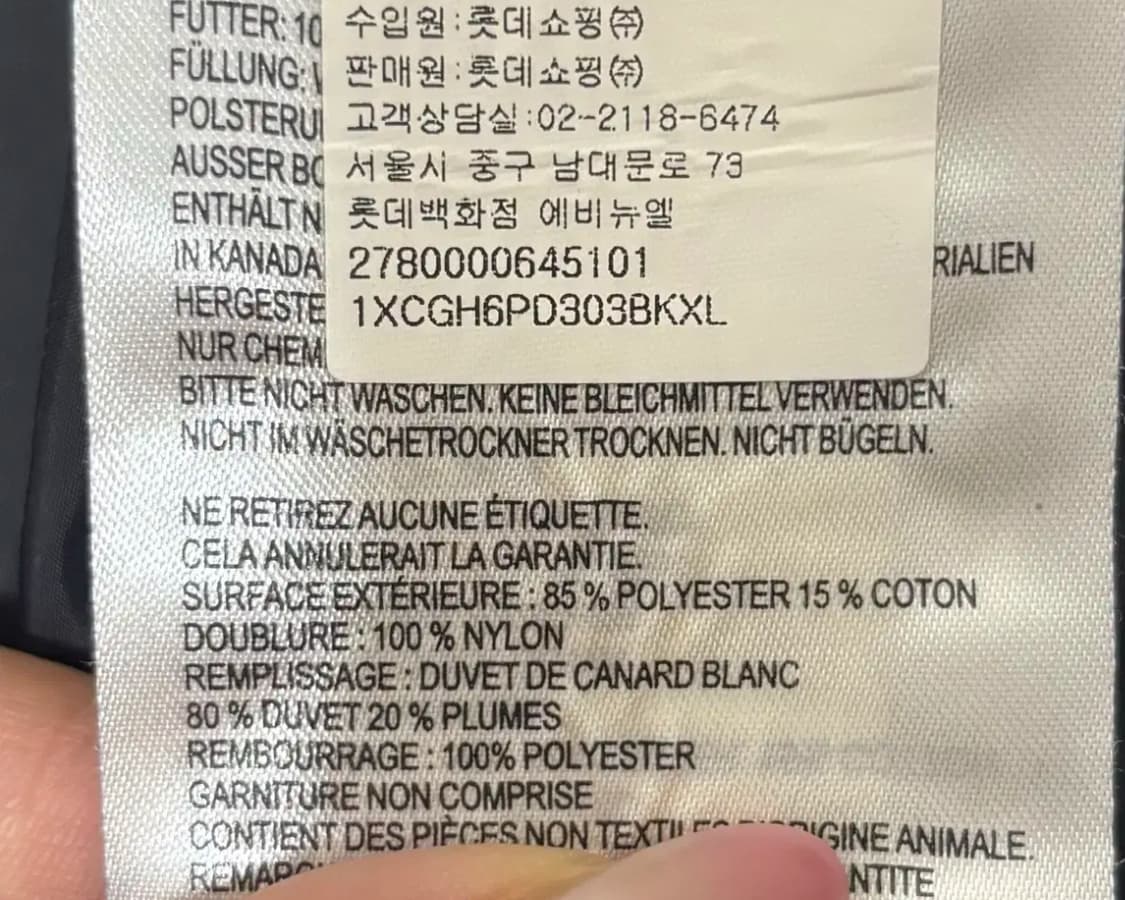 FUTTER: 10
수입원:롯데쇼핑㈜
FÜLLUNG:
판매원:롯데쇼핑㈜
POLSTERU
고객상담실:02-2118-6474
AUSSER BO
서울시 중구 남대문로 73
ENTHÄLT N
롯데백화점 에비뉴엘
IN KANADA
2780000645101
RIALIEN
HERGESTE
1XCGH6PD303BKXL
NUR CHEM
BITTE NICHT WASCHEN. KEINE BLEICHMITTEL VERWENDEN.
NICHT IM WÄSCHETROCKNER TROCKNEN. NICHT BÜGELN.
NE RETIREZ AUCUNE ÉTIQUETTE.
CELA ANNULERAIT LA GARANTIE.
SURFACE EXTÉRIEURE : 85 % POLYESTER 15 % COTON
DOUBLURE : 100 % NYLON
REMPLISSAGE : DUVET DE CANARD BLANC
80 % DUVET 20 % PLUMES
REMBOURRAGE : 100% POLYESTER
GARNITURE NON COMPRISE
CONTIENT DES PIÈCES NON TEXTILES D'ORIGINE ANIMALE.
NTITE